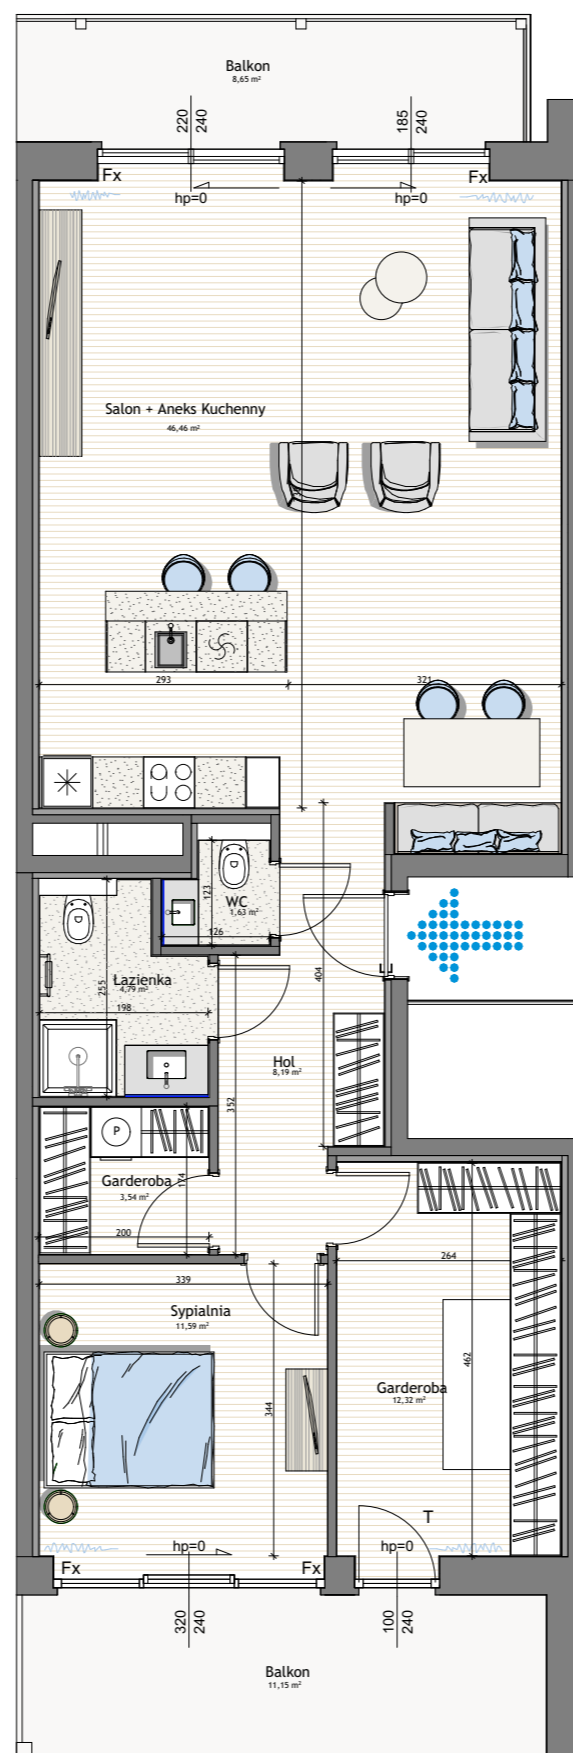 Balkon
8,65 m²
220
240
185
240
Fx
Fx
hp=0
hp=0
Salon + Aneks Kuchenny
46,46 m²
293
321
123
WC
1,63 m²
126
L
Łazienka
4,79 m²
255
198
404
Hol
8,19 m²
352
P
Garderoba
3,54 m²
174
200
264
339
Sypialnia
11,59 m²
462
344
Garderoba
12,32 m²
T
hp=0
hp=0
Fx
Fx
320
240
100
240
Balkon
11,15 m²